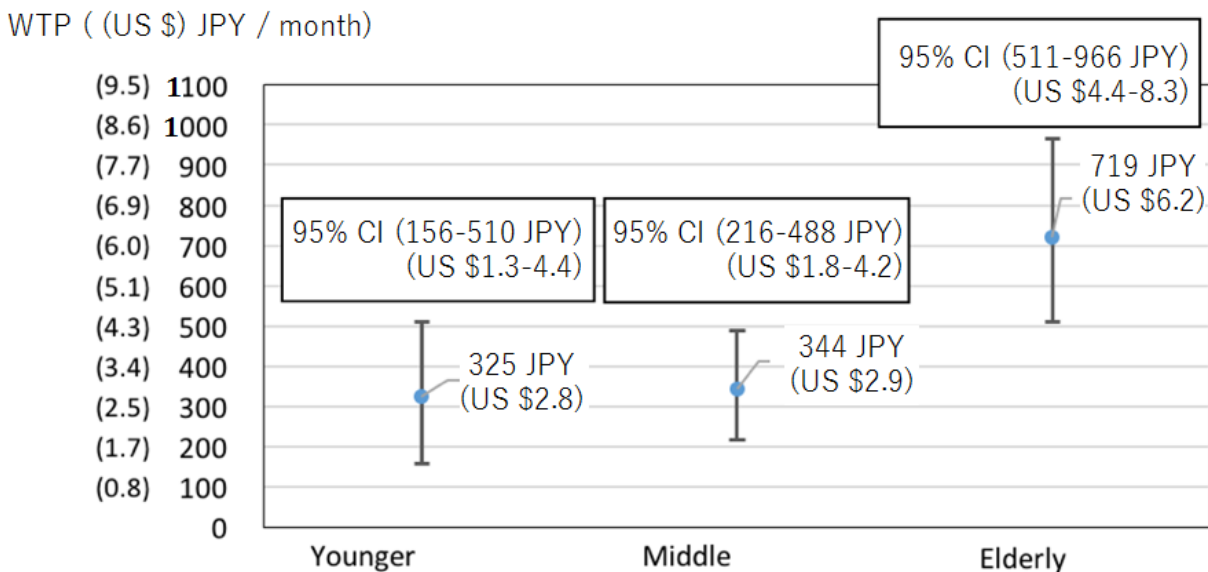 WTP ( (US $) JPY / month)
95% CI (511-966 JPY)
(US $4.4-8.3)
(9.5) 1100
(8.6) 1000
(7.7) 900
(6.9) 800
(6.0) 700
(5.1) 600
(4.3) 500
(3.4) 400
(2.5) 300
(1.7) 200
(0.8) 100
0
95% CI (156-510 JPY)
(US $1.3-4.4)
95% CI (216-488 JPY)
(US $1.8-4.2)
719 JPY
(US $6.2)
325 JPY
(US $2.8)
344 JPY
(US $2.9)
Younger
Middle
Elderly